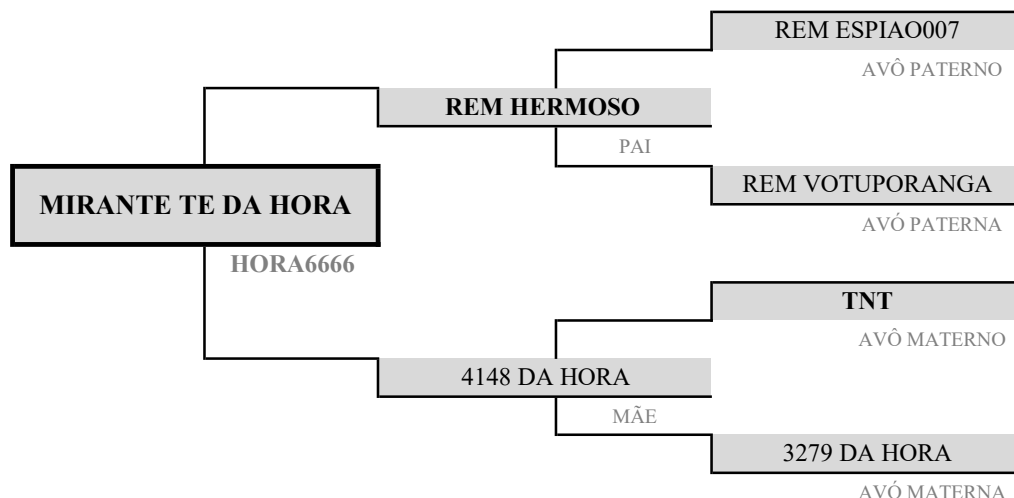 REM ESPIAO007
AVÔ PATERNO
REM HERMOSO
PAI
REM VOTUPORANGA
AVÓ PATERNA
MIRANTE TE DA HORA
HORA6666
TNT
AVÔ MATERNO
4148 DA HORA
MÃE
3279 DA HORA
AVÓ MATERNA